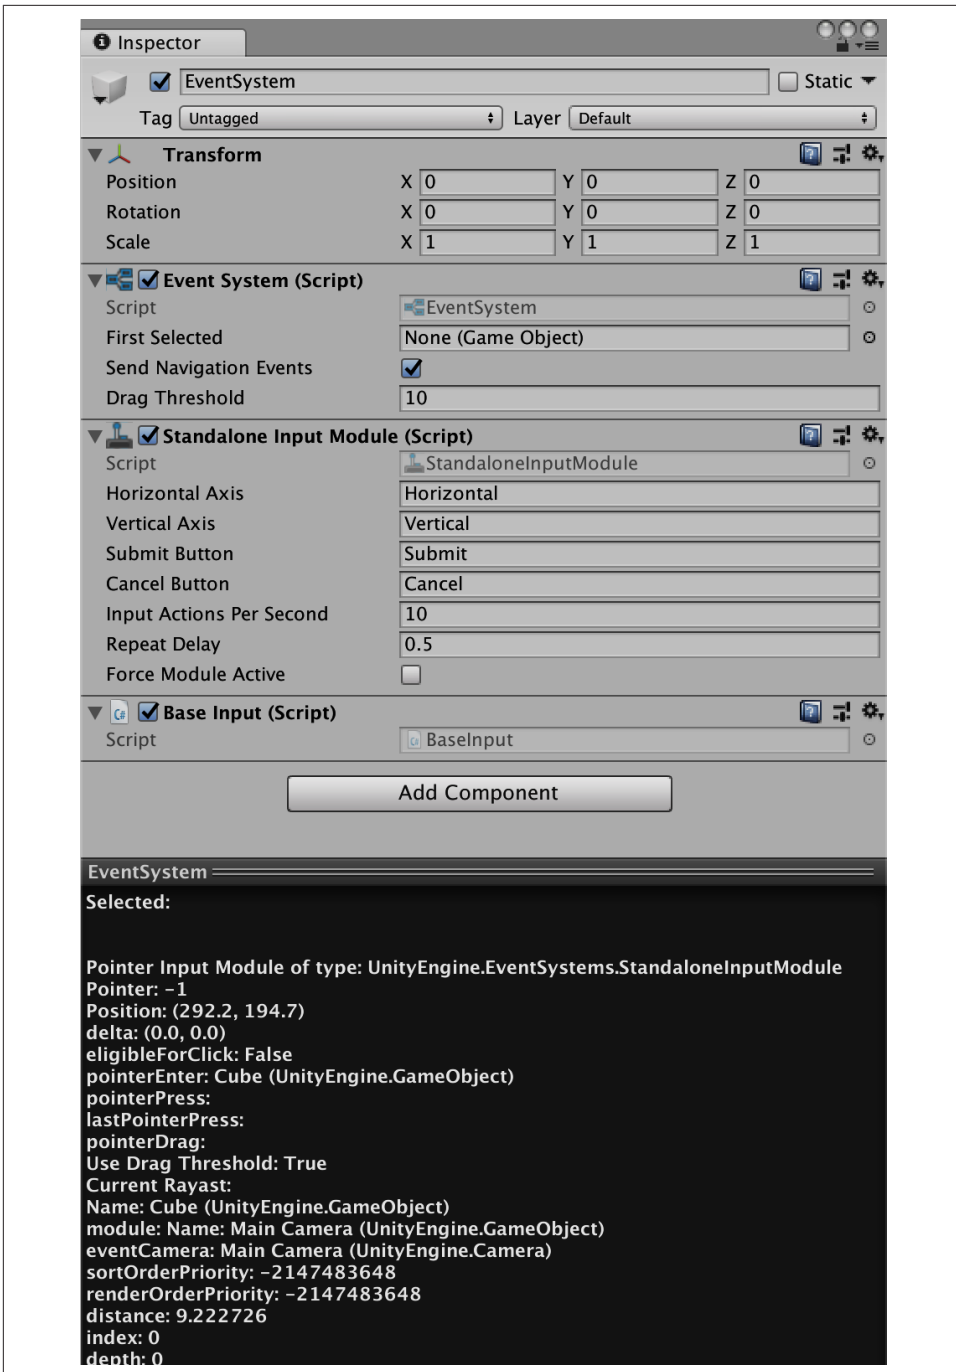 Inspector
EventSystem Static
Tag Untagged Layer Default
Transform
Position X 0 Y 0 Z 0
Rotation X 0 Y 0 Z 0
Scale X 1 Y 1 Z 1
Event System (Script)
Script EventSystem
First Selected None (Game Object)
Send Navigation Events
Drag Threshold 10
Standalone Input Module (Script)
Script StandaloneInputModule
Horizontal Axis Horizontal
Vertical Axis Vertical
Submit Button Submit
Cancel Button Cancel
Input Actions Per Second 10
Repeat Delay 0.5
Force Module Active
C# Base Input (Script)
Script BaseInput
Add Component
EventSystem
Selected:
Pointer Input Module of type: UnityEngine.EventSystems.StandaloneInputModule
Pointer: -1
Position: (292.2, 194.7)
delta: (0.0, 0.0)
eligibleForClick: False
pointerEnter: Cube (UnityEngine.GameObject)
pointerPress:
lastPointerPress:
pointerDrag:
Use Drag Threshold: True
Current Rayast:
Name: Cube (UnityEngine.GameObject)
module: Name: Main Camera (UnityEngine.GameObject)
eventCamera: Main Camera (UnityEngine.Camera)
sortOrderPriority: -2147483648
renderOrderPriority: -2147483648
distance: 9.222726
index: 0
depth: 0